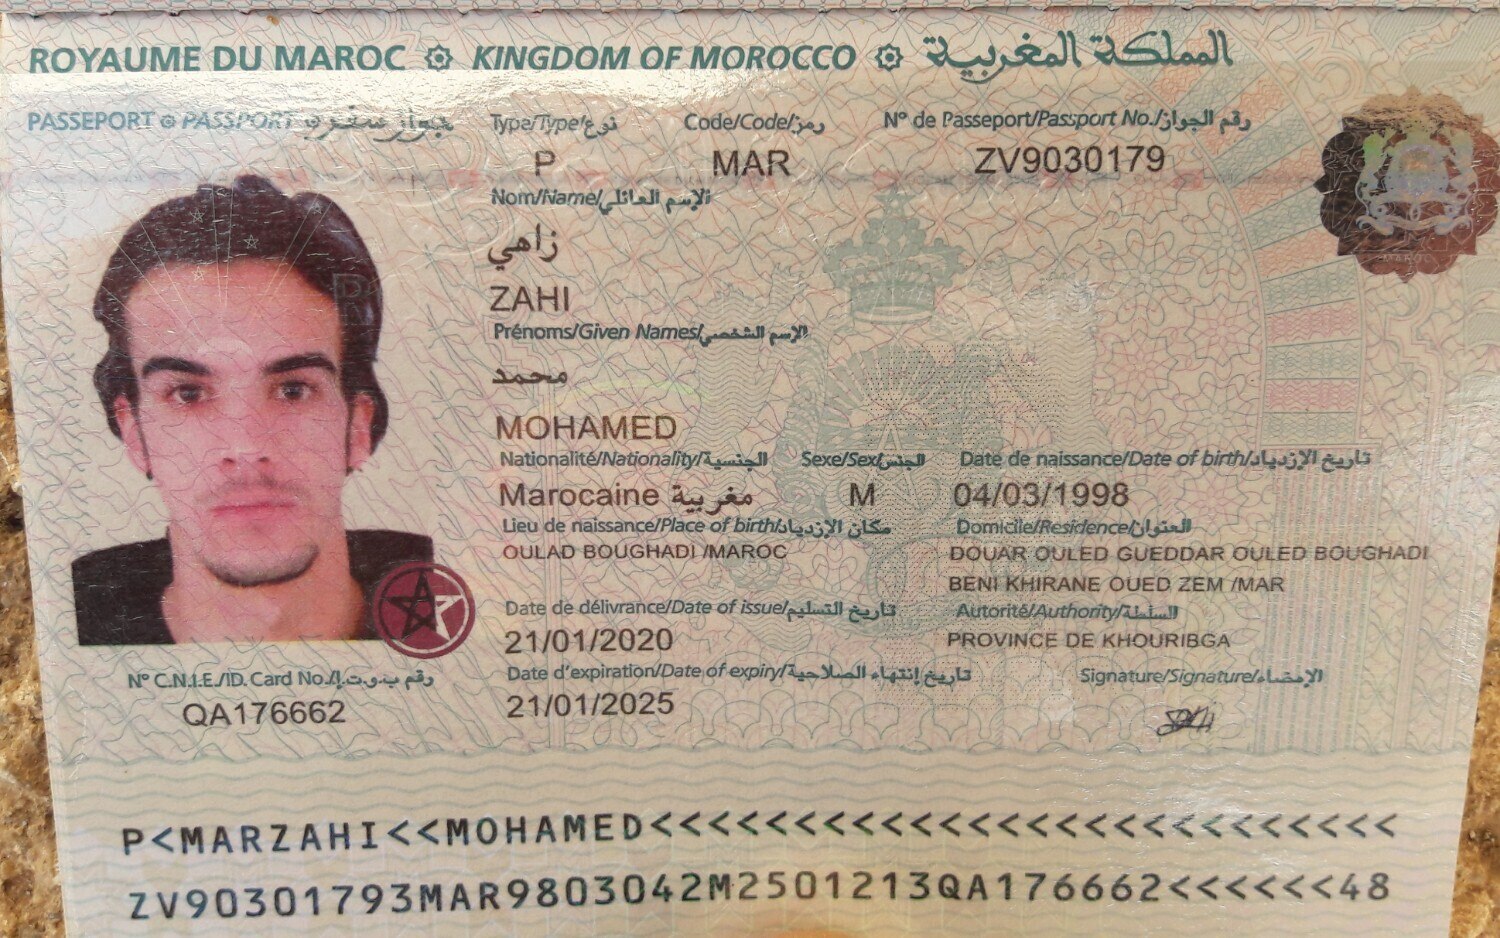 ROYAUME DU MAROC KINGDOM OF MOROCCO المملكة المغربية
PASSEPORT PASSPORT جواز سفر
Type/Type/نوع Code/Code/رمز N° de Passeport/Passport No./رقم الجواز
P MAR ZV9030179
Nom/Name/الإسم العائلي
زاهي
ZAHI
Prénoms/Given Names/الإسم الشخصي
محمد
MOHAMED
Nationalité/Nationality/الجنسية Sexe/Sex/الجنس Date de naissance/Date of birth/تاريخ الإزدياد
Marocaine مغربية M 04/03/1998
Lieu de naissance/Place of birth/مكان الإزدياد Domicile/Residence/العنوان
OULAD BOUGHADI /MAROC DOUAR OULED GUEDDAR OULED BOUGHADI
BENI KHIRANE OUED ZEM /MAR
Date de délivrance/Date of issue/تاريخ التسليم Autorité/Authority/السلطة
21/01/2020 PROVINCE DE KHOURIBGA
Date d'expiration/Date of expiry/تاريخ إنتهاء الصلاحية Signature/Signature/الإمضاء
21/01/2025
N° C.N.I.E./ID. Card No./رقم ب.و.ت.إ
QA176662
MAROC
P<MARZAHI<<MOHAMED<<<<<<<<<<<<<<<<<<<<<<<<<<
ZV90301793MAR9803042M2501213QA176662<<<<<<48